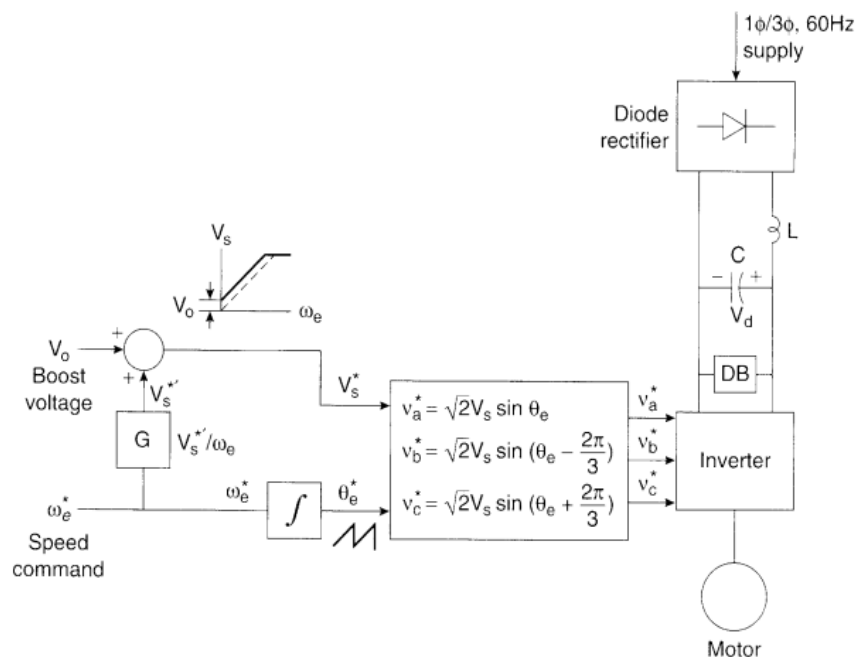 1ϕ/3ϕ, 60Hz
supply
Diode
rectifier
L
C
− +
V_d
DB
V_s
V_o
ω_e
V_o
Boost
voltage
+
+
V_s^*'
G
V_s^*'/ω_e
ω_e^*
Speed
command
ω_e^*
∫
θ_e^*
V_s^*
v_a^* = √2V_s sin θ_e
v_b^* = √2V_s sin (θ_e − 2π/3)
v_c^* = √2V_s sin (θ_e + 2π/3)
v_a^*
v_b^*
v_c^*
Inverter
Motor